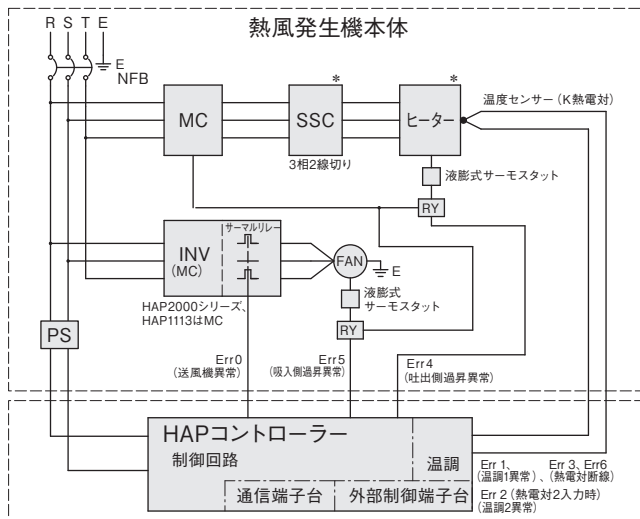 熱風発生機本体
R S T E
E
NFB
*
*
MC
SSC
ヒーター
温度センサー（K熱電対）
3相2線切り
液膨式サーモスタット
RY
サーマルリレー
INV
(MC)
FAN
E
HAP2000シリーズ、
HAP1113はMC
液膨式
サーモスタット
RY
PS
Err0
（送風機異常）
Err5
（吸入側過昇異常）
Err4
（吐出側過昇異常）
HAPコントローラー
制御回路
温調
通信端子台
外部制御端子台
Err 1、 Err 3、Err6
（温調1異常）、（熱電対断線）
Err 2（熱電対2入力時）
（温調2異常）